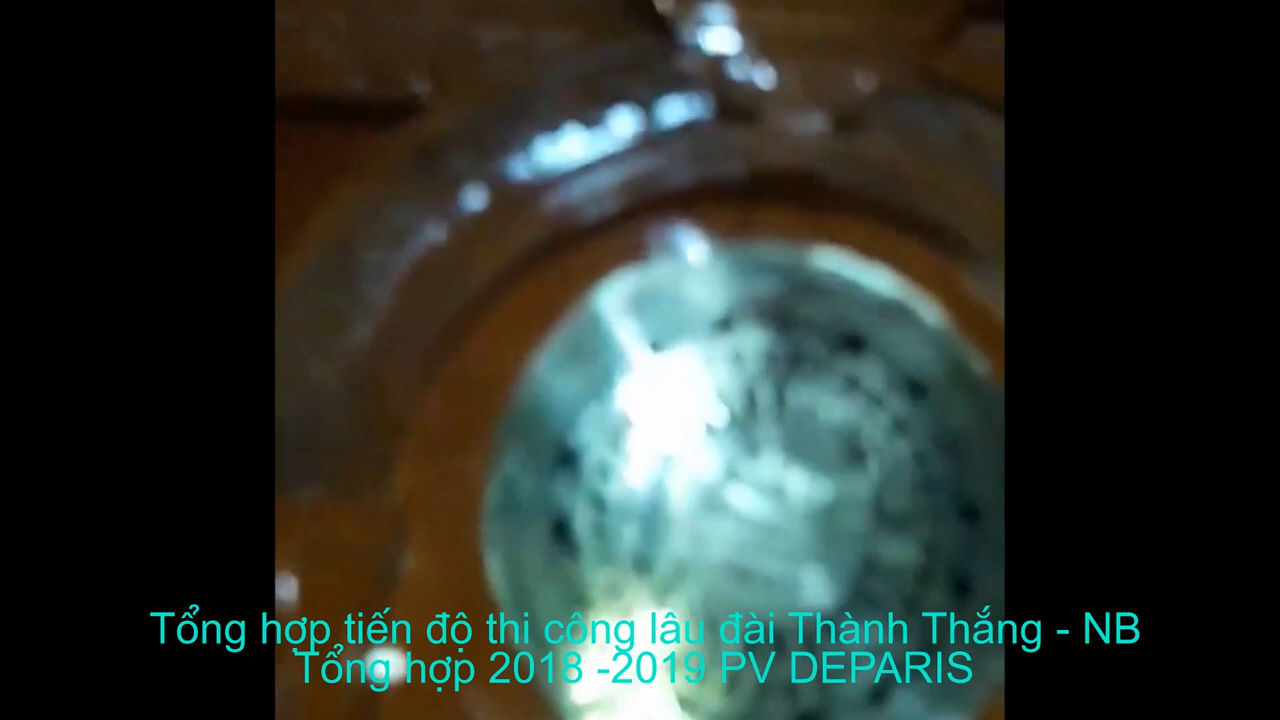 Tổng hợp tiến độ thi công lâu đài Thành Thắng - NB
Tổng hợp 2018 -2019 PV DEPARIS